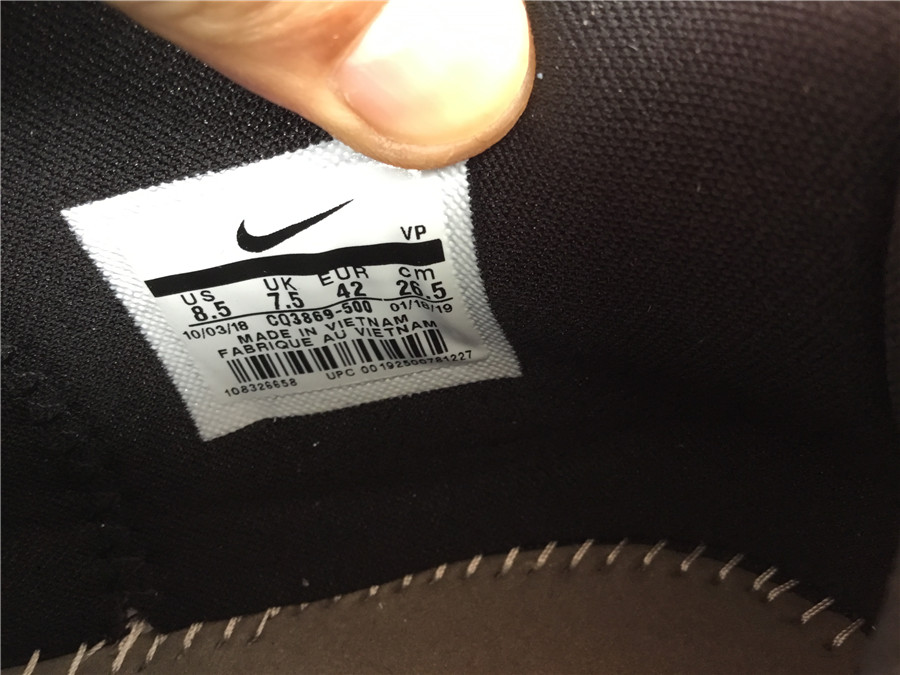 VP
US UK EUR cm
8.5 7.5 42 26.5
10/03/18 CQ3869-500 01/18/19
MADE IN VIETNAM
FABRIQUE AU VIETNAM
108326658 UPC 00192500781227